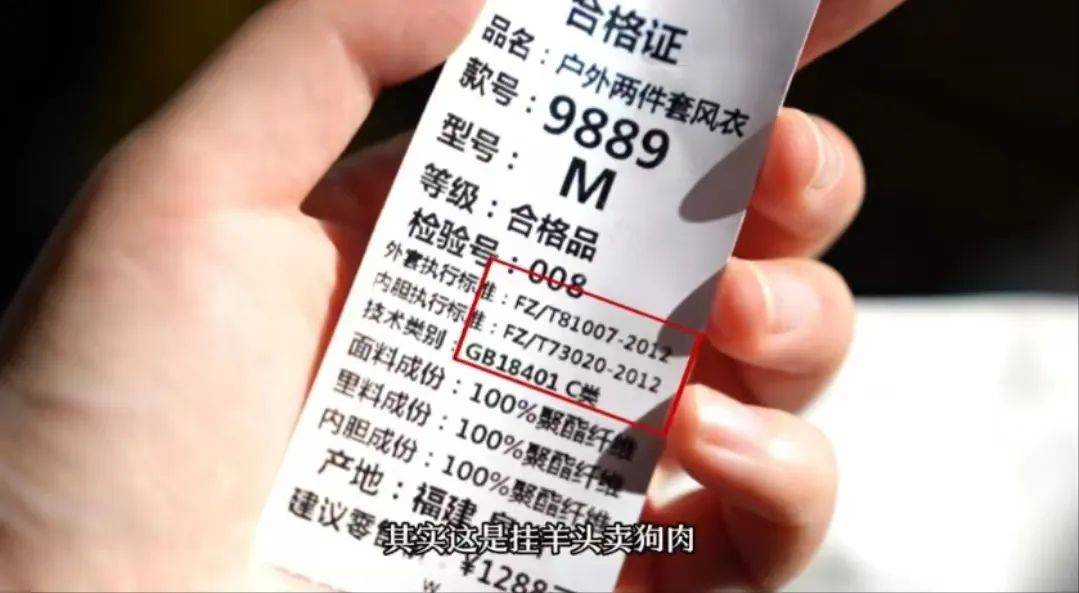 合格证
品名：户外两件套风衣
款号：9889
型号：M
等级：合格品
检验号：008
外套执行标准：FZ/T81007-2012
内胆执行标准：FZ/T73020-2012
技术类别：GB18401 C类
面料成份：100%聚酯纤维
里料成份：100%聚酯纤维
内胆成份：100%聚酯纤维
产地：福建
建议零
¥1288
其实这是挂羊头卖狗肉